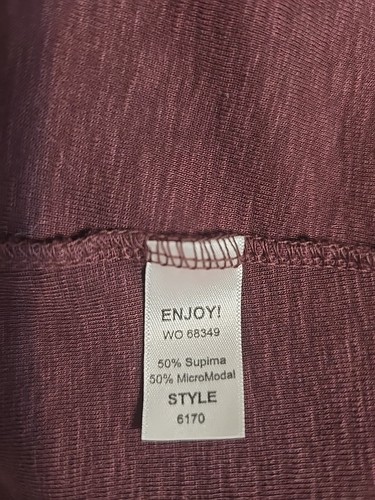 ENJOY!
WO 68349
50% Supima
50% MicroModal
STYLE
6170